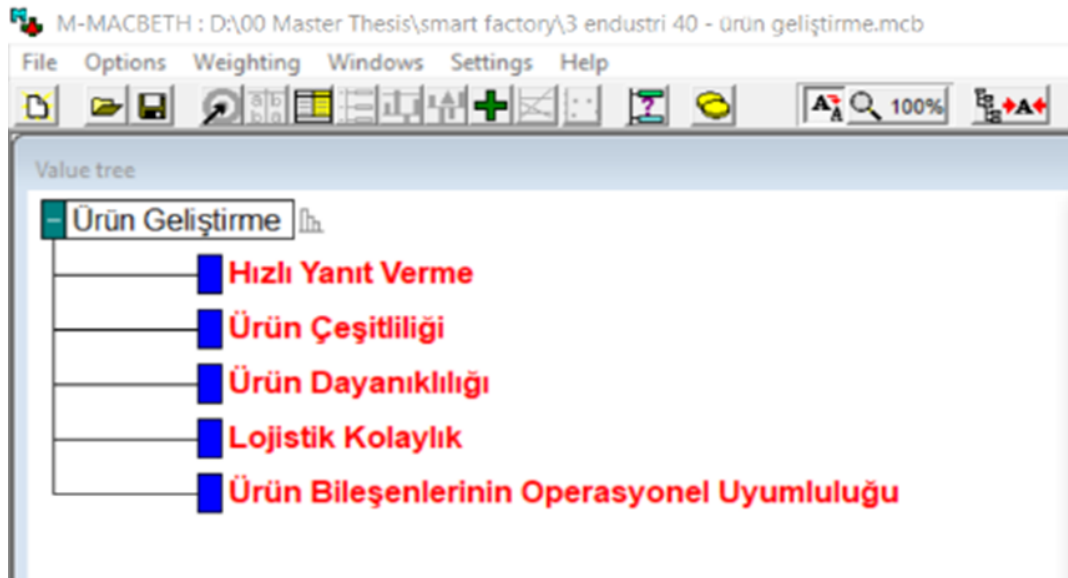 M-MACBETH : D:\00 Master Thesis\smart factory\3 endustri 40 - ürün geliştirme.mcb
File Options Weighting Windows Settings Help
100%
Value tree
Ürün Geliştirme
Hızlı Yanıt Verme
Ürün Çeşitliliği
Ürün Dayanıklılığı
Lojistik Kolaylık
Ürün Bileşenlerinin Operasyonel Uyumluluğu